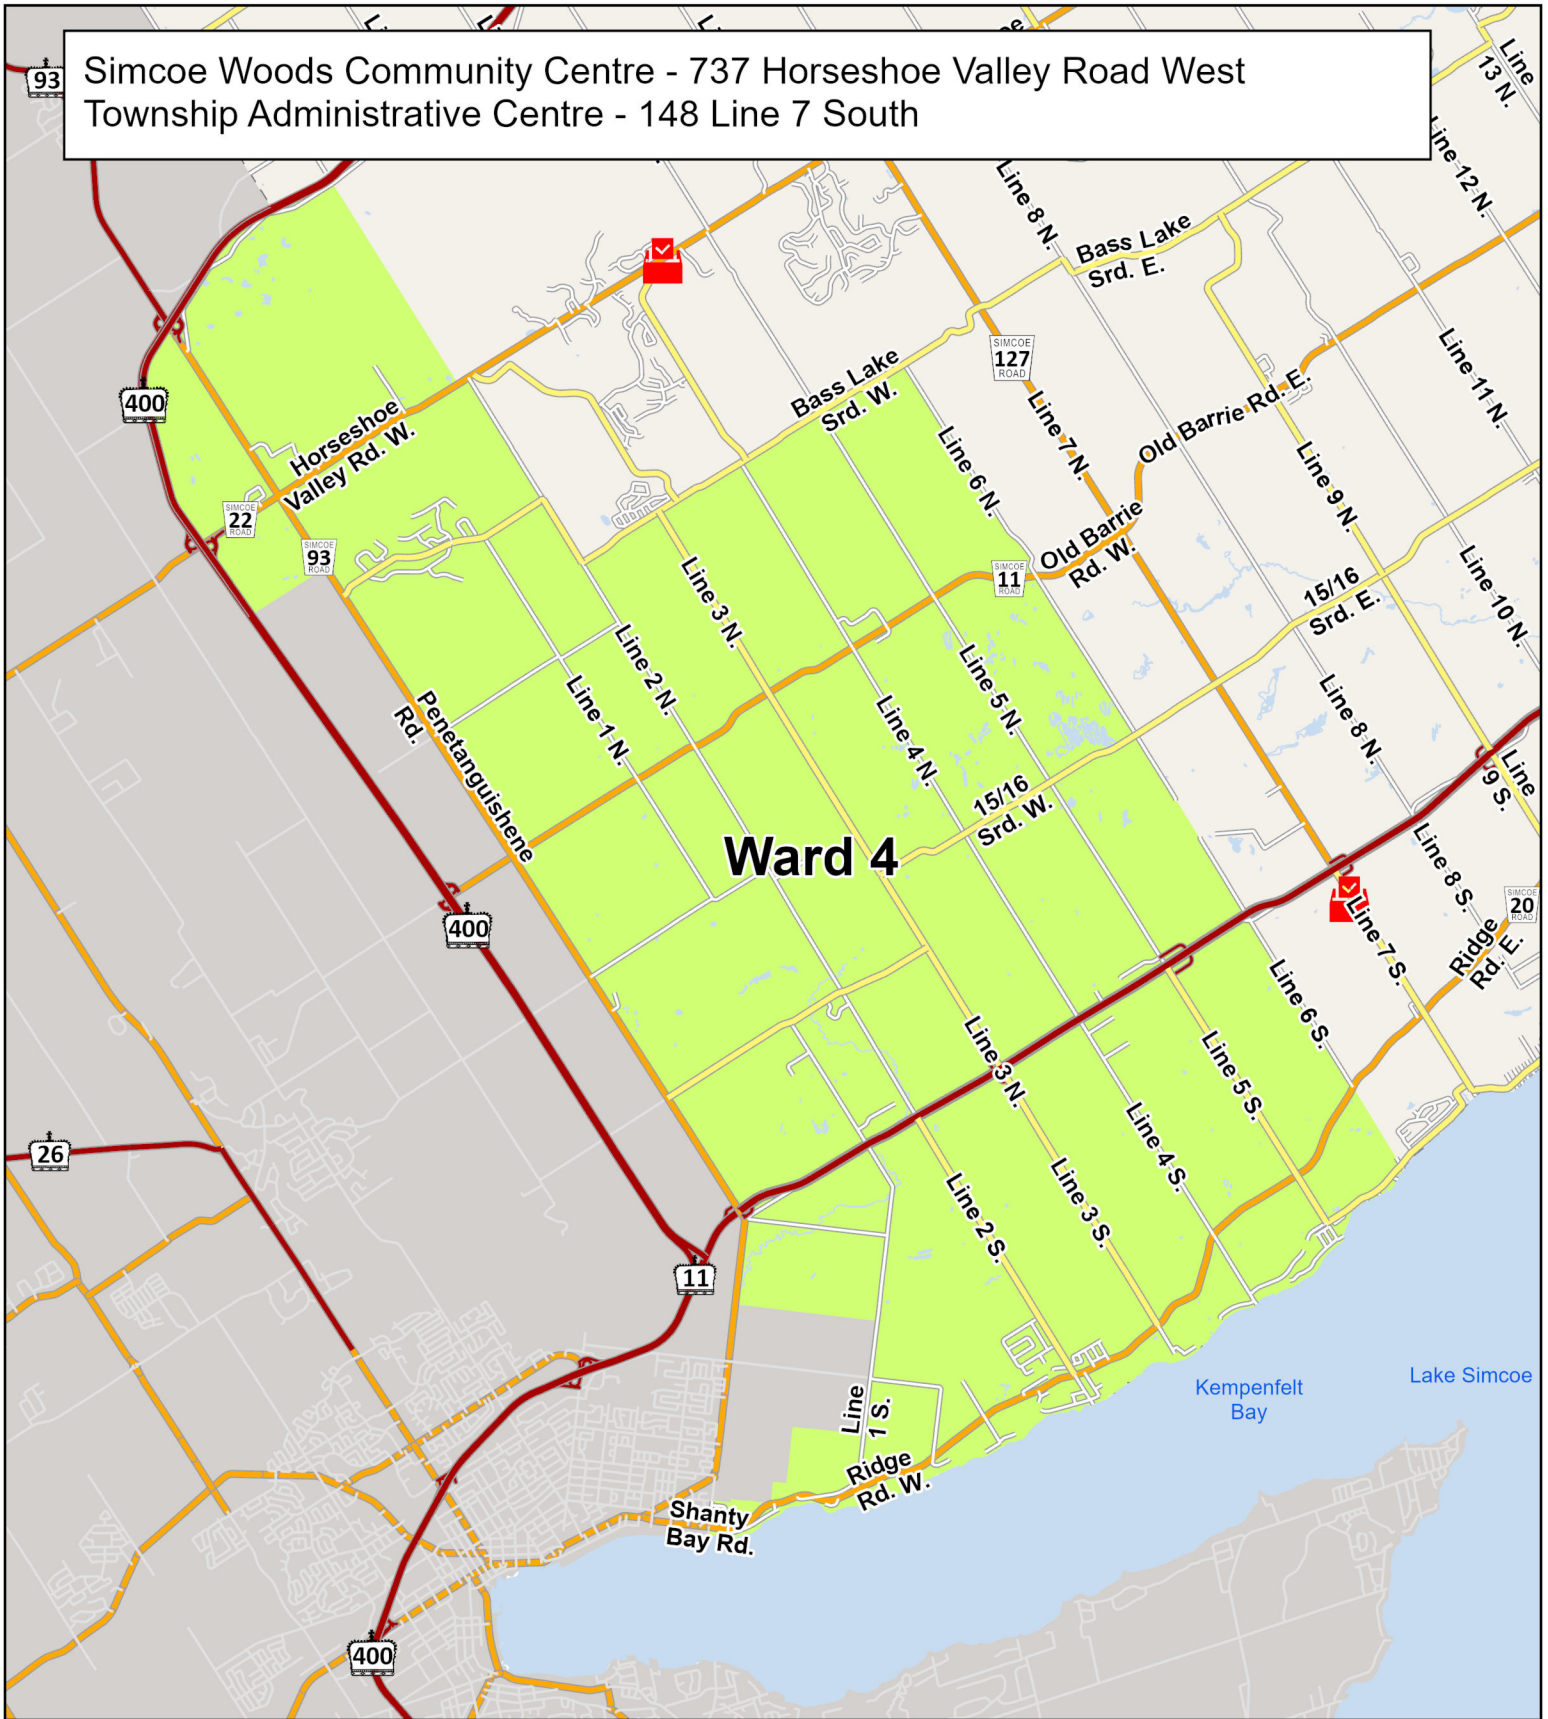 Simcoe Woods Community Centre - 737 Horseshoe Valley Road West
Township Administrative Centre - 148 Line 7 South
93
Line
13 N.
Line 12 N.
Line 8 N.
Bass Lake
Srd. E.
SIMCOE
127
ROAD
Line 11 N.
400
Bass Lake
Srd. W.
Line 7 N.
Old Barrie Rd. E.
Horseshoe
Valley Rd. W.
Line 6 N.
Line 9 N.
SIMCOE
22
ROAD
SIMCOE
93
ROAD
Old Barrie
Rd. W.
SIMCOE
11
ROAD
Line 3 N.
15/16
Srd. E.
Line 10 N.
Line 2 N.
Line 1 N.
Line 5 N.
Line 4 N.
Line 8 N.
Penetanguishene
Rd.
Line
9 S.
15/16
Srd. W.
Ward 4
Line 8 S.
SIMCOE
20
ROAD
400
Line 7 S.
Ridge
Rd. E.
Line 6 S.
Line 3 N.
Line 5 S.
Line 4 S.
26
Line 3 S.
Line 2 S.
11
Line
1 S.
Kempenfelt
Bay
Lake Simcoe
Ridge
Rd. W.
Shanty
Bay Rd.
400